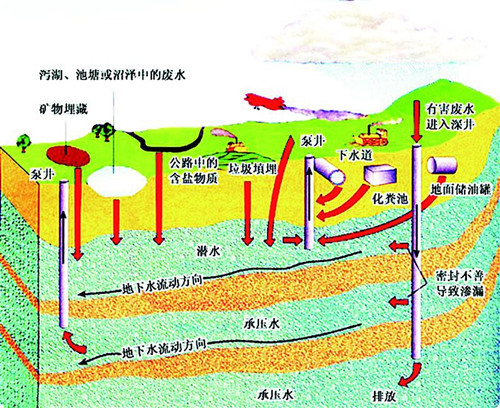 泻湖、池塘或沼泽中的废水
矿物埋藏
泵井
公路中的
含盐物质
垃圾填埋
泵井
下水道
化粪池
有害废水
进入深井
地面储油罐
潜水
地下水流动方向
密封不善
导致渗漏
承压水
地下水流动方向
承压水
排放